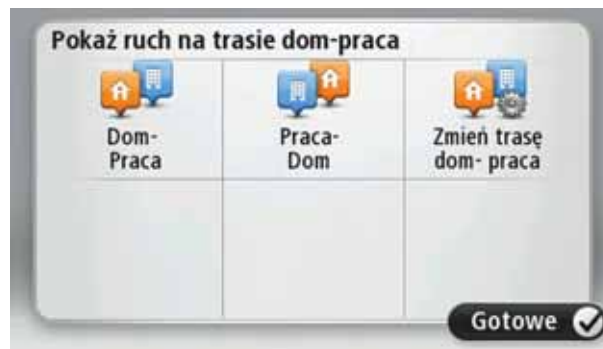 Pokaż ruch na trasie dom-praca
Dom-
Praca
Praca-
Dom
Zmień trasę
dom- praca
Gotowe